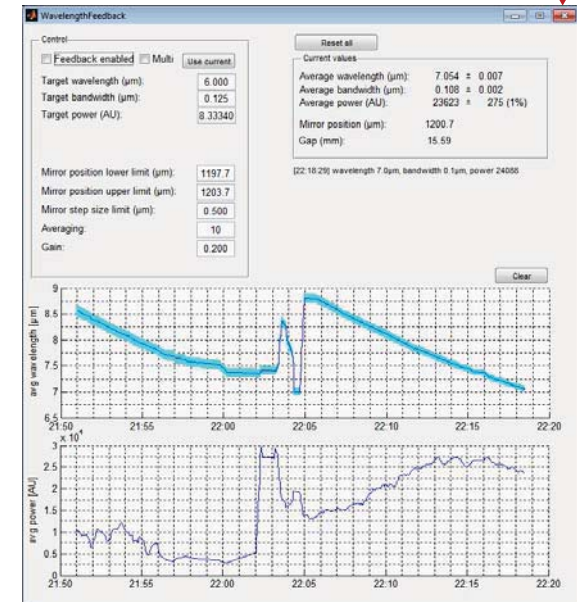 WavelengthFeedback
Control
Feedback enabled Multi Use current
Target wavelength (µm): 6.000
Target bandwidth (µm): 0.125
Target power (AU): 8.33340
Mirror position lower limit (µm): 1197.7
Mirror position upper limit (µm): 1203.7
Mirror step size limit (µm): 0.500
Averaging: 10
Gain: 0.200
Reset all
Current values
Average wavelength (µm): 7.054 ± 0.007
Average bandwidth (µm): 0.108 ± 0.002
Average power (AU): 23623 ± 275 (1%)
Mirror position (µm): 1200.7
Gap (mm): 15.59
[22:18:29] wavelength 7.0µm, bandwidth 0.1µm, power 24088
Clear
avg wavelength [µm]
9
8.5
8
7.5
7
6.5
21:50 21:55 22:00 22:05 22:10 22:15 22:20
x 10⁴
avg power [AU]
3
2.5
2
1.5
1
0.5
0
21:50 21:55 22:00 22:05 22:10 22:15 22:20